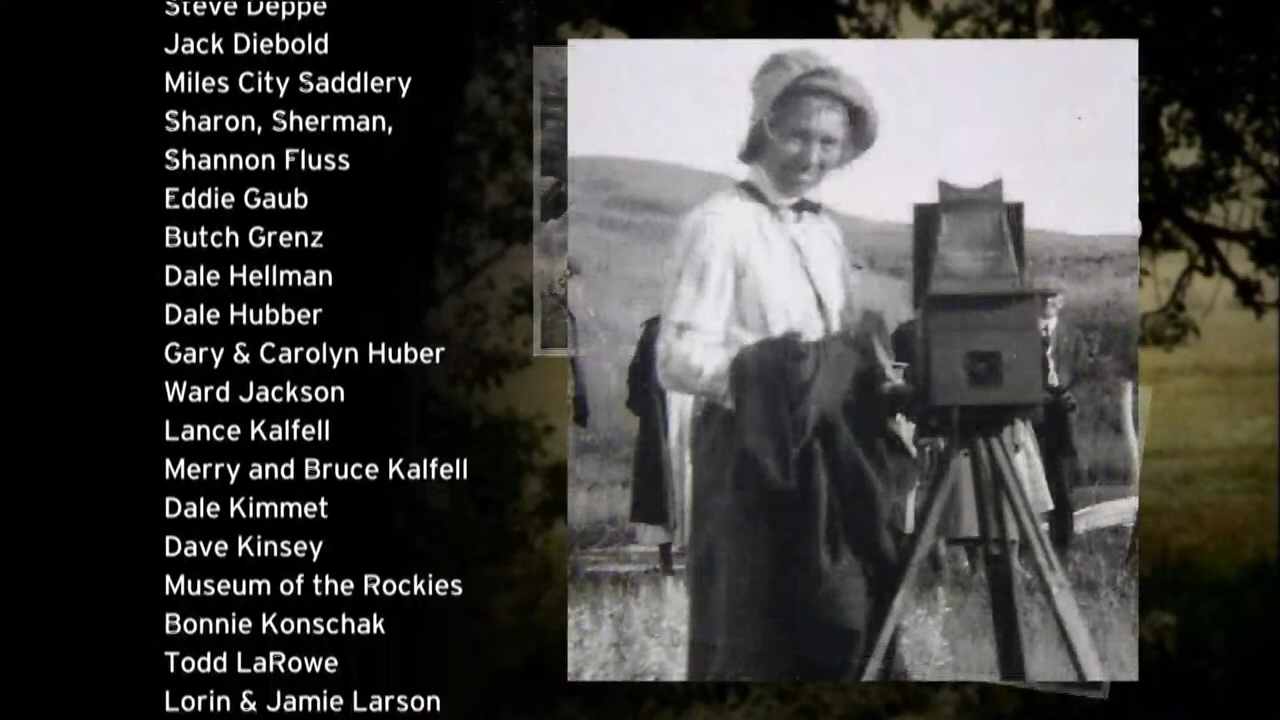 Steve Deppe
Jack Diebold
Miles City Saddlery
Sharon, Sherman,
Shannon Fluss
Eddie Gaub
Butch Grenz
Dale Hellman
Dale Hubber
Gary & Carolyn Huber
Ward Jackson
Lance Kalfell
Merry and Bruce Kalfell
Dale Kimmet
Dave Kinsey
Museum of the Rockies
Bonnie Konschak
Todd LaRowe
Lorin & Jamie Larson